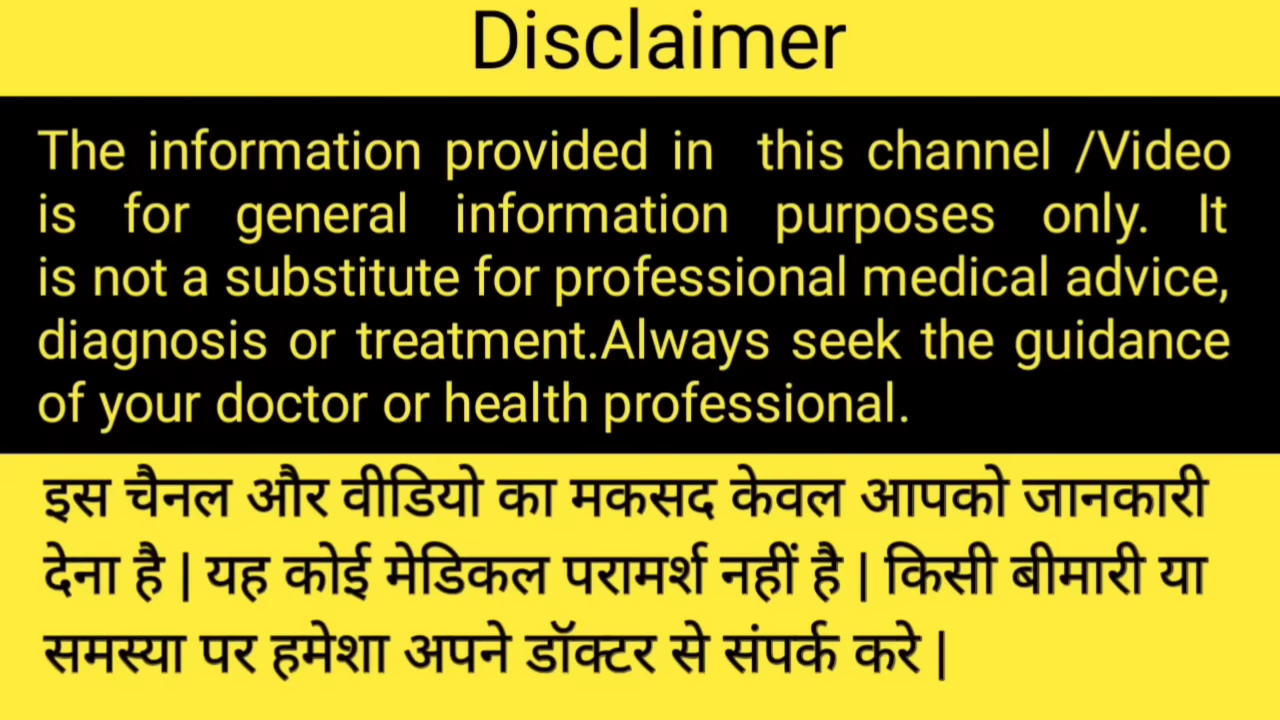 Disclaimer
The information provided in this channel /Video
is for general information purposes only. It
is not a substitute for professional medical advice,
diagnosis or treatment.Always seek the guidance
of your doctor or health professional.
इस चैनल और वीडियो का मकसद केवल आपको जानकारी
देना है | यह कोई मेडिकल परामर्श नहीं है | किसी बीमारी या
समस्या पर हमेशा अपने डॉक्टर से संपर्क करे |